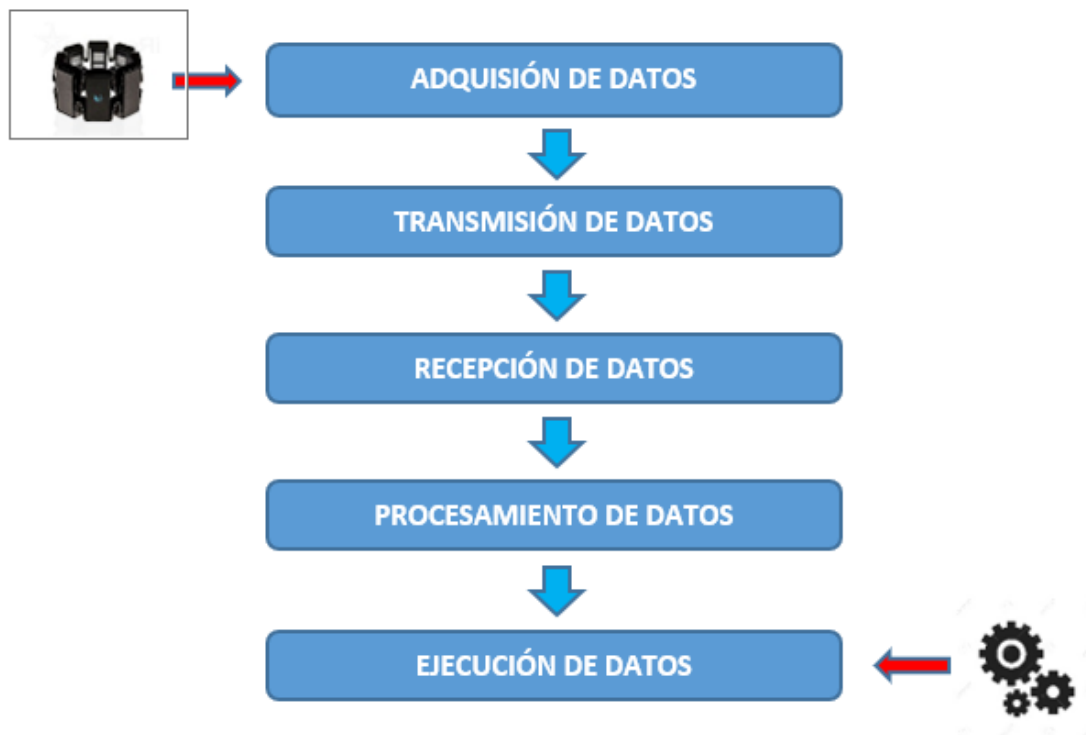 ADQUISIÓN DE DATOS
TRANSMISIÓN DE DATOS
RECEPCIÓN DE DATOS
PROCESAMIENTO DE DATOS
EJECUCIÓN DE DATOS